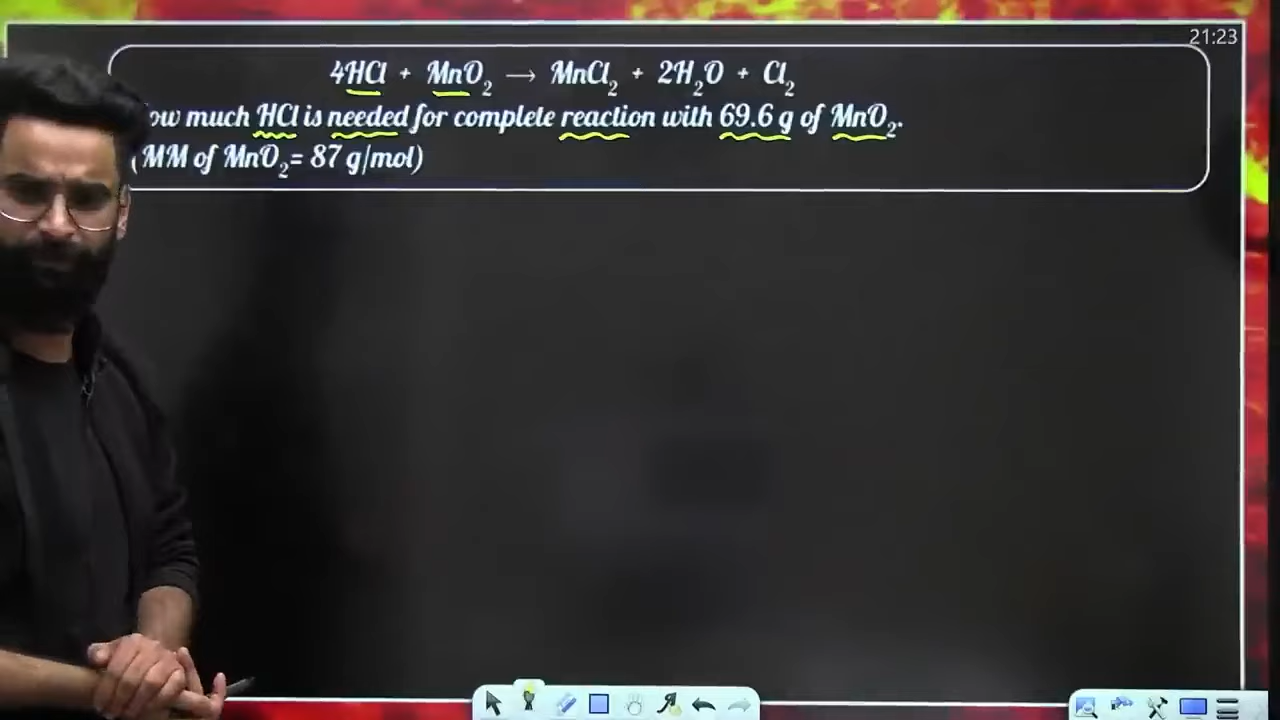 21:23
4HCl + MnO₂ → MnCl₂ + 2H₂O + Cl₂
much HCl is needed for complete reaction with 69.6 g of MnO₂.
(MM of MnO₂= 87 g/mol)